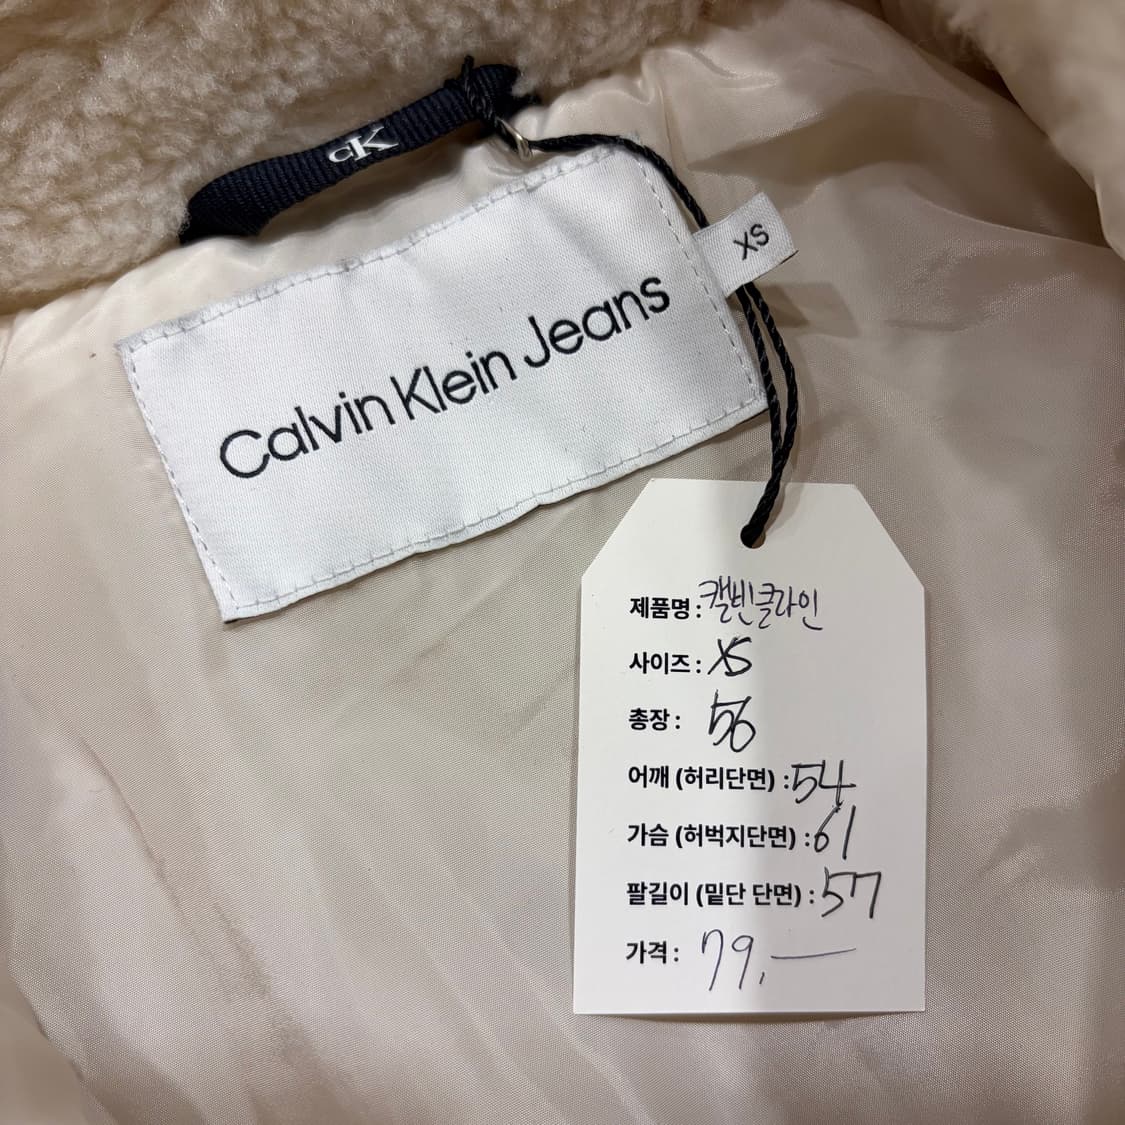 cK
XS
Calvin Klein Jeans
제품명 : 캘빈클라인
사이즈 : XS
총장 : 56
어깨 (허리단면) : 54
가슴 (허벅지단면) : 61
팔길이 (밑단 단면) : 57
가격 : 79,—